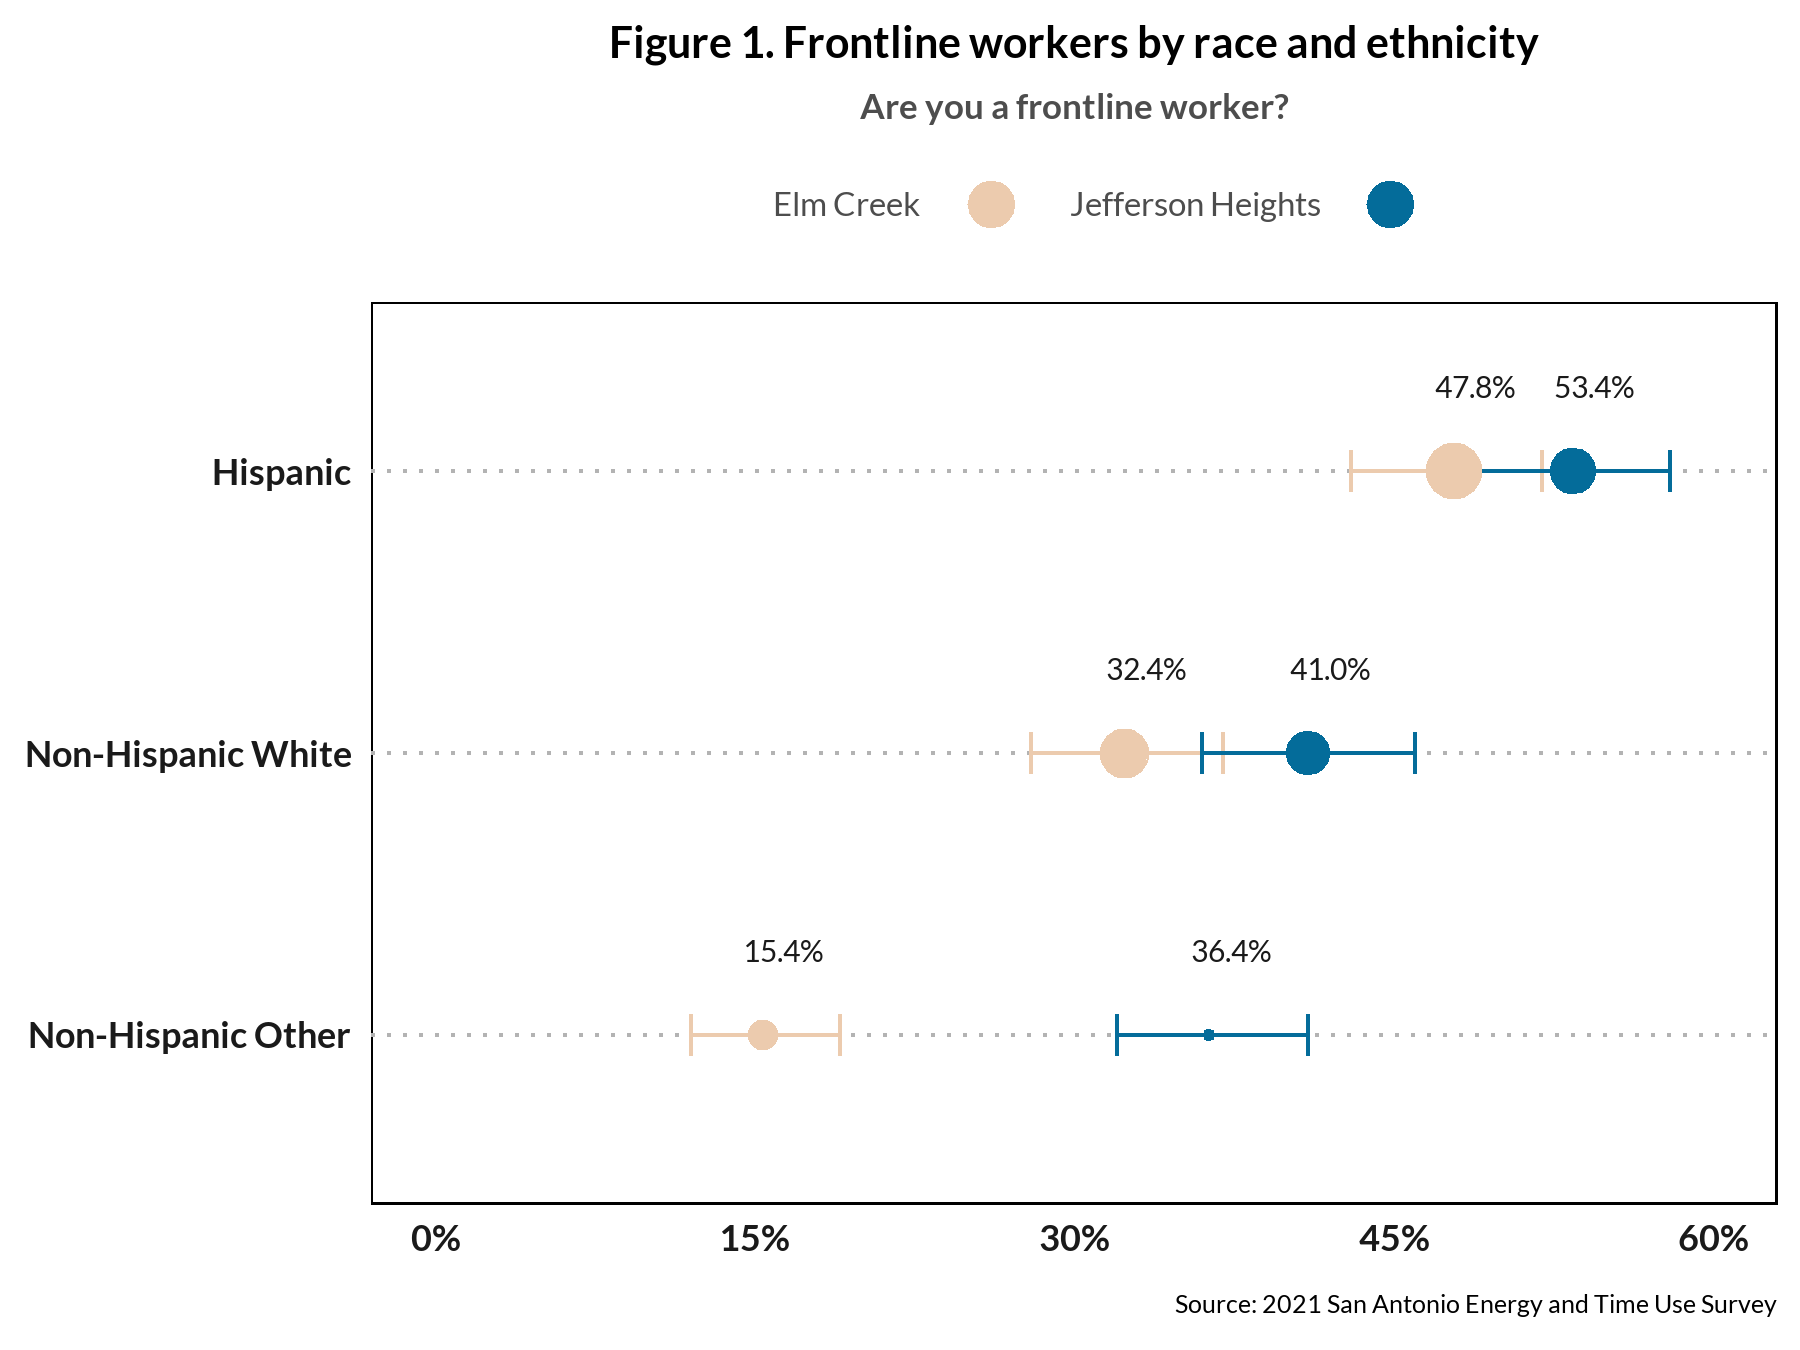 Figure 1. Frontline workers by race and ethnicity
Are you a frontline worker?
Elm Creek Jefferson Heights
47.8% 53.4%
Hispanic
32.4% 41.0%
Non-Hispanic White
15.4% 36.4%
Non-Hispanic Other
0% 15% 30% 45% 60%
Source: 2021 San Antonio Energy and Time Use Survey